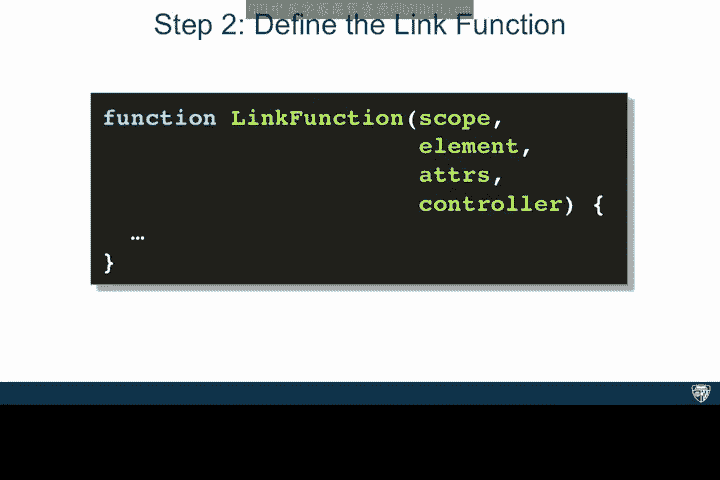 Step 2: Define the Link Function
function LinkFunction(scope,
element,
attrs,
controller) {
…
}